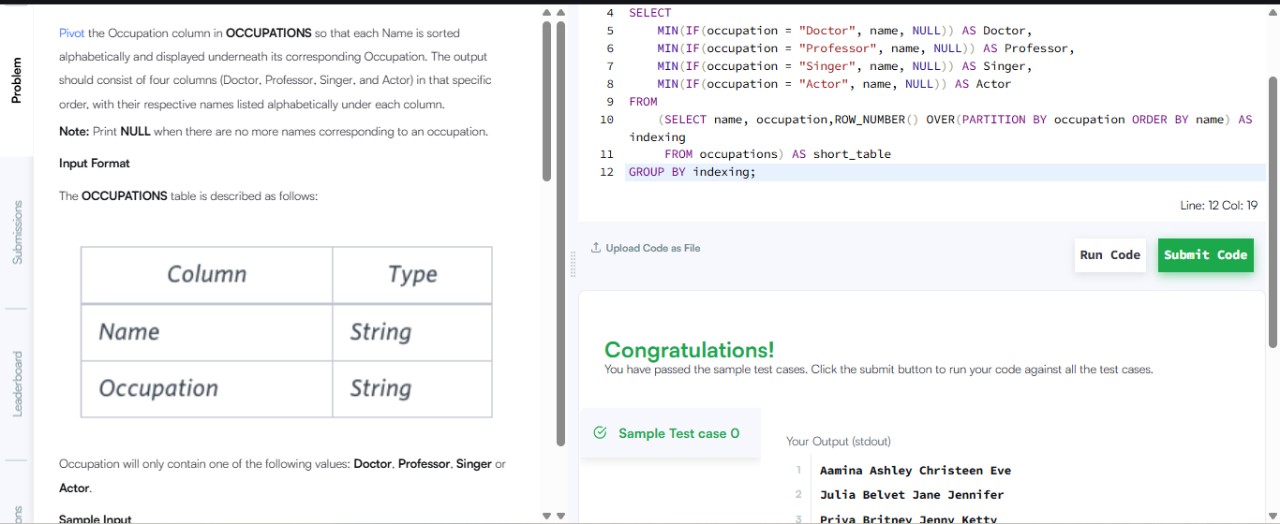 Problem
Submissions
Leaderboard
ons
Pivot the Occupation column in OCCUPATIONS so that each Name is sorted
alphabetically and displayed underneath its corresponding Occupation. The output
should consist of four columns (Doctor, Professor, Singer, and Actor) in that specific
order, with their respective names listed alphabetically under each column.
Note: Print NULL when there are no more names corresponding to an occupation.
Input Format
The OCCUPATIONS table is described as follows:
Column Type
Name String
Occupation String
Occupation will only contain one of the following values: Doctor, Professor, Singer or
Actor.
Sample Input
4 SELECT
5 MIN(IF(occupation = "Doctor", name, NULL)) AS Doctor,
6 MIN(IF(occupation = "Professor", name, NULL)) AS Professor,
7 MIN(IF(occupation = "Singer", name, NULL)) AS Singer,
8 MIN(IF(occupation = "Actor", name, NULL)) AS Actor
9 FROM
10 (SELECT name, occupation,ROW_NUMBER() OVER(PARTITION BY occupation ORDER BY name) AS
indexing
11 FROM occupations) AS short_table
12 GROUP BY indexing;
Line: 12 Col: 19
Upload Code as File
Run Code
Submit Code
Congratulations!
You have passed the sample test cases. Click the submit button to run your code against all the test cases.
Sample Test case 0
Your Output (stdout)
1 Aamina Ashley Christeen Eve
2 Julia Belvet Jane Jennifer
3 Priya Britney Jenny Ketty